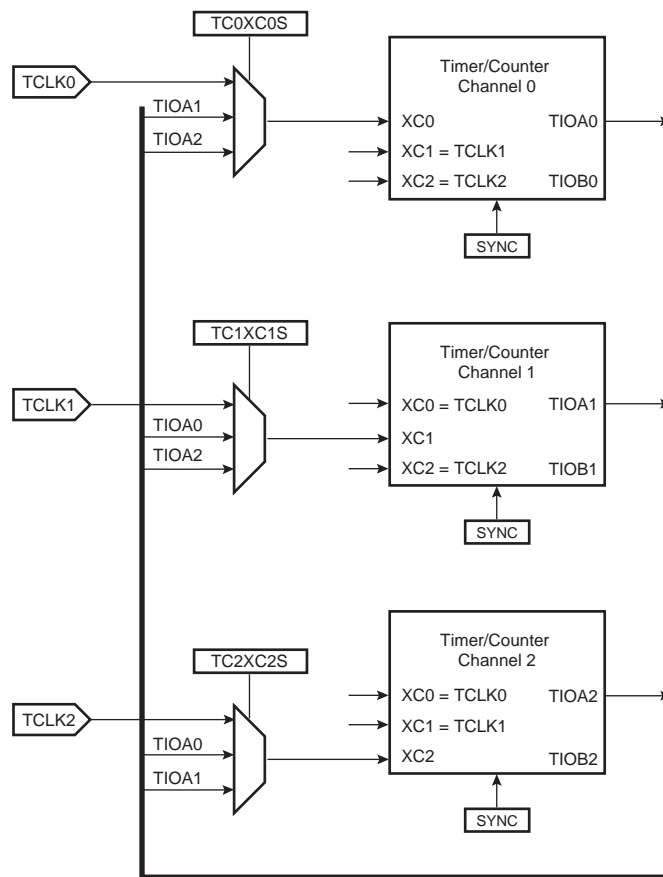 TC0XC0S
TCLK0
TIOA1
TIOA2
Timer/Counter
Channel 0
XC0
TIOA0
XC1 = TCLK1
XC2 = TCLK2
TIOB0
SYNC
TC1XC1S
TCLK1
TIOA0
TIOA2
Timer/Counter
Channel 1
XC0 = TCLK0
TIOA1
XC1
XC2 = TCLK2
TIOB1
SYNC
TC2XC2S
TCLK2
TIOA0
TIOA1
Timer/Counter
Channel 2
XC0 = TCLK0
TIOA2
XC1 = TCLK1
XC2
TIOB2
SYNC